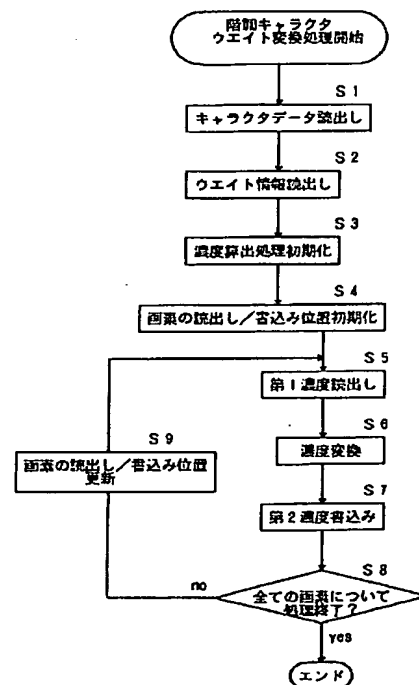 階調キャラクタ
ウエイト変換処理開始
S1
キャラクタデータ読出し
S2
ウエイト情報読出し
S3
濃度算出処理初期化
S4
画素の読出し/書込み位置初期化
S5
第1濃度読出し
S6
濃度変換
S7
第2濃度書込み
S8
全ての画素について
処理終了?
no
yes
S9
画素の読出し/書込み位置
更新
エンド